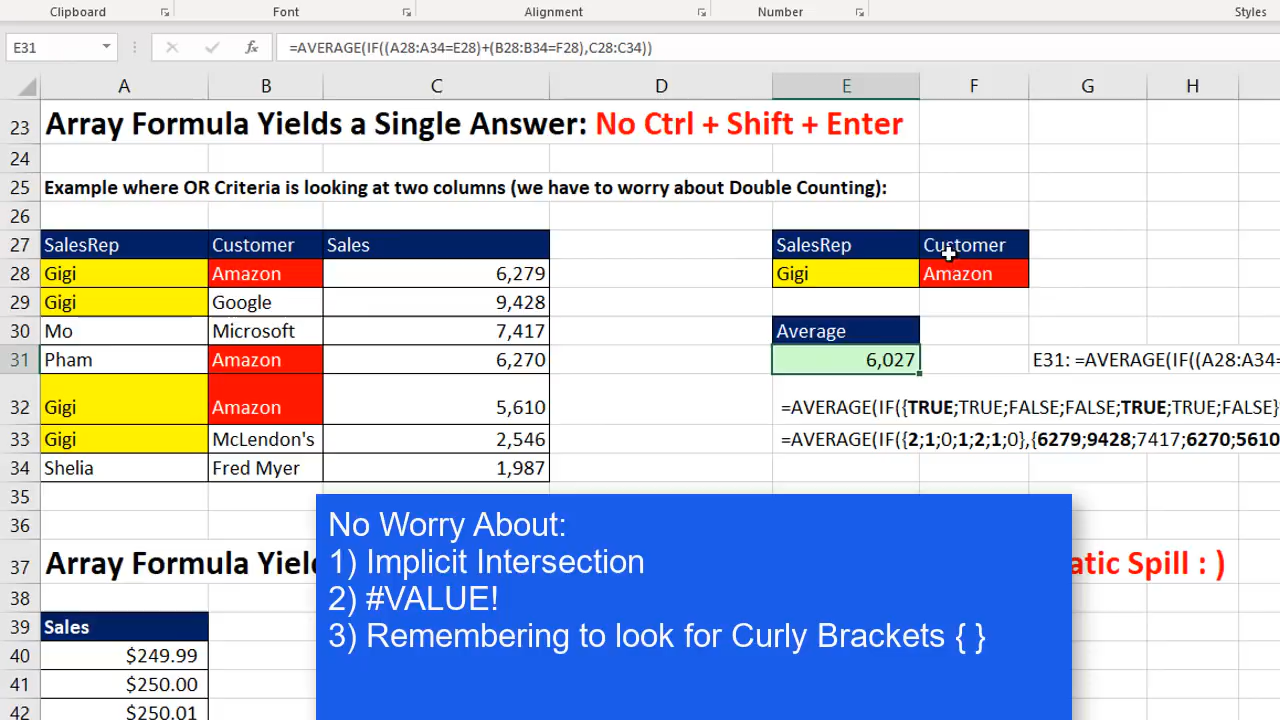 Clipboard Font Alignment Number Styles
E31 fx =AVERAGE(IF((A28:A34=E28)+(B28:B34=F28),C28:C34))
A B C D E F G H
23 Array Formula Yields a Single Answer: No Ctrl + Shift + Enter
24
25 Example where OR Criteria is looking at two columns (we have to worry about Double Counting):
26
27 SalesRep Customer Sales SalesRep Customer
28 Gigi Amazon 6,279 Gigi Amazon
29 Gigi Google 9,428
30 Mo Microsoft 7,417 Average
31 Pham Amazon 6,270 6,027 E31: =AVERAGE(IF((A28:A34=
32 Gigi Amazon 5,610 =AVERAGE(IF({TRUE;TRUE;FALSE;FALSE;TRUE;TRUE;FALSE}
33 Gigi McLendon's 2,546 =AVERAGE(IF({2;1;0;1;2;1;0},{6279;9428;7417;6270;5610
34 Shelia Fred Myer 1,987
35
36
37 Array Formula Yield atic Spill : )
38
39 Sales
40 $249.99
41 $250.00
42 $250.01
No Worry About:
1) Implicit Intersection
2) #VALUE!
3) Remembering to look for Curly Brackets { }